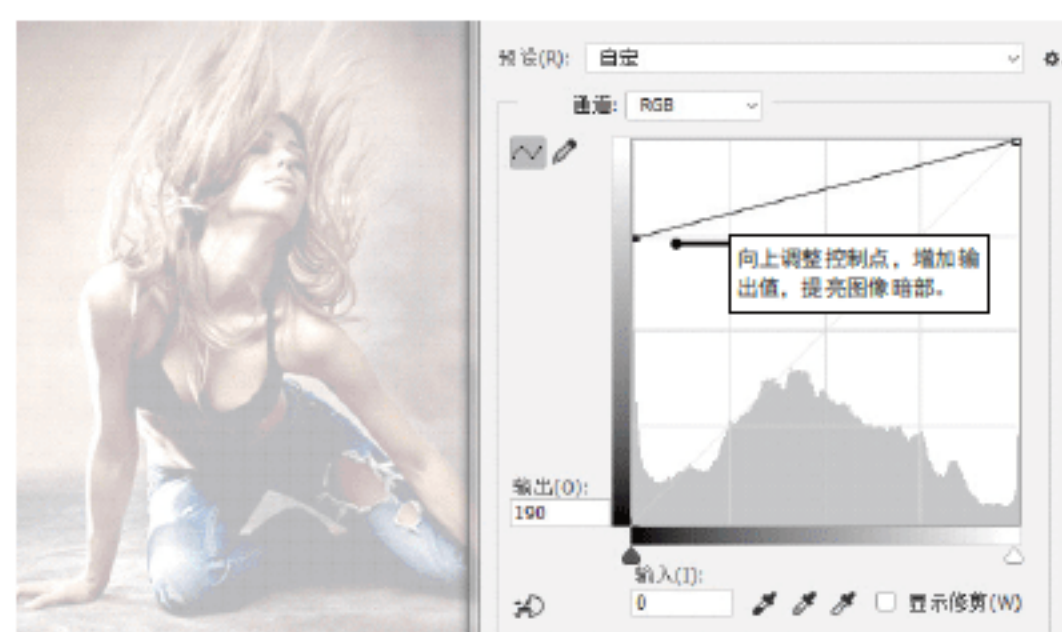 预设(R): 自定
通道: RGB
向上调整控制点，增加输
出值，提亮图像暗部。
输出(O):
190
输入(I):
0
显示修剪(W)